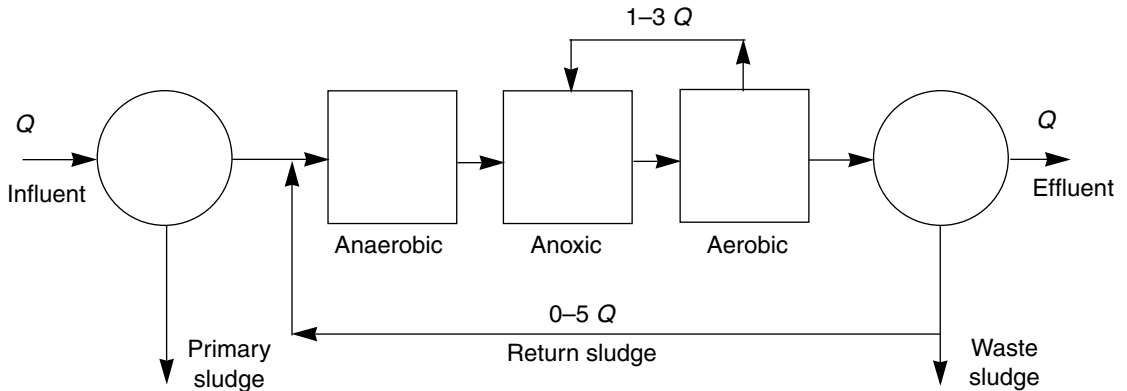 1–3 Q
Q
Influent
Anaerobic
Anoxic
Aerobic
Q
Effluent
0–5 Q
Return sludge
Primary
sludge
Waste
sludge